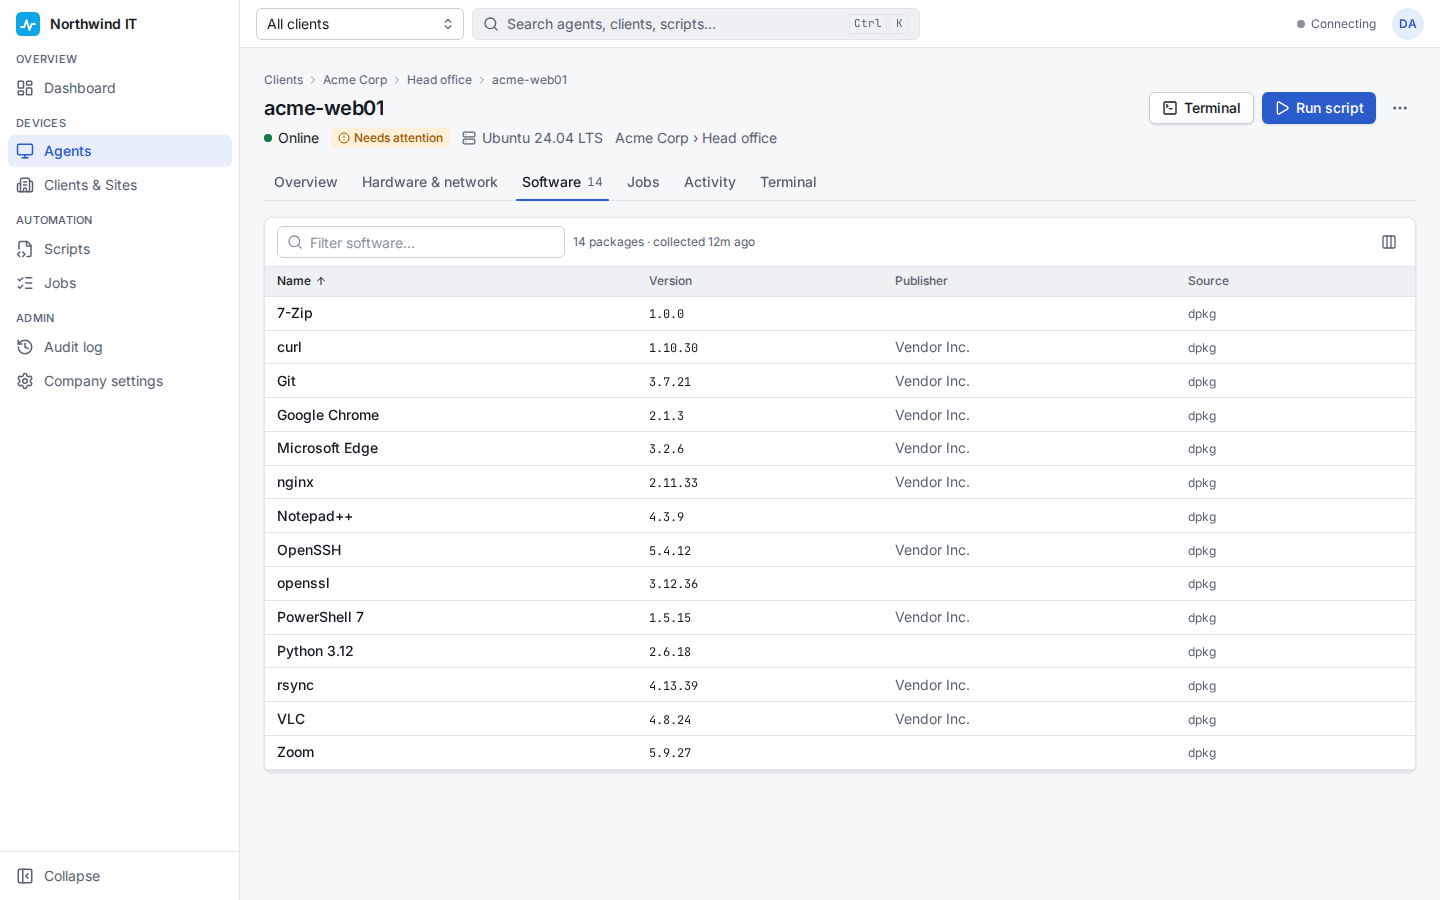 Northwind IT
All clients
Search agents, clients, scripts...
Ctrl K
Connecting
DA
OVERVIEW
Dashboard
DEVICES
Agents
Clients & Sites
AUTOMATION
Scripts
Jobs
ADMIN
Audit log
Company settings
Collapse
Clients > Acme Corp > Head office > acme-web01
acme-web01
Terminal
Run script
Online
Needs attention
Ubuntu 24.04 LTS
Acme Corp › Head office
Overview
Hardware & network
Software 14
Jobs
Activity
Terminal
Filter software...
14 packages · collected 12m ago
Name ↑ Version Publisher Source
7-Zip 1.0.0 dpkg
curl 1.10.30 Vendor Inc. dpkg
Git 3.7.21 Vendor Inc. dpkg
Google Chrome 2.1.3 Vendor Inc. dpkg
Microsoft Edge 3.2.6 Vendor Inc. dpkg
nginx 2.11.33 Vendor Inc. dpkg
Notepad++ 4.3.9 dpkg
OpenSSH 5.4.12 Vendor Inc. dpkg
openssl 3.12.36 dpkg
PowerShell 7 1.5.15 Vendor Inc. dpkg
Python 3.12 2.6.18 dpkg
rsync 4.13.39 Vendor Inc. dpkg
VLC 4.8.24 Vendor Inc. dpkg
Zoom 5.9.27 dpkg